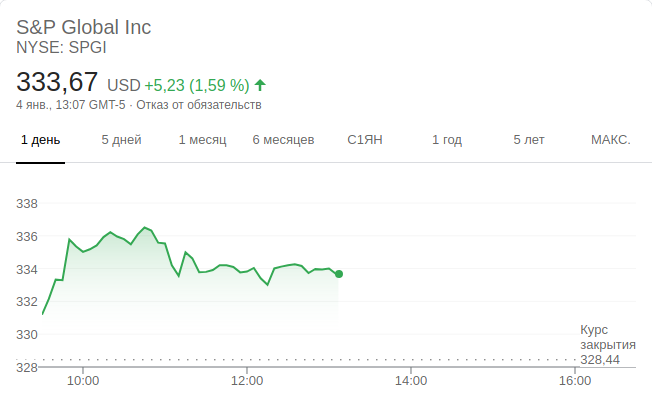 S&P Global Inc
NYSE: SPGI
333,67 USD +5,23 (1,59 %)
4 янв., 13:07 GMT-5 · Отказ от обязательств
1 день 5 дней 1 месяц 6 месяцев С1ЯН 1 год 5 лет МАКС.
338
336
334
332
330
Курс
закрытия
328,44
328
10:00 12:00 14:00 16:00